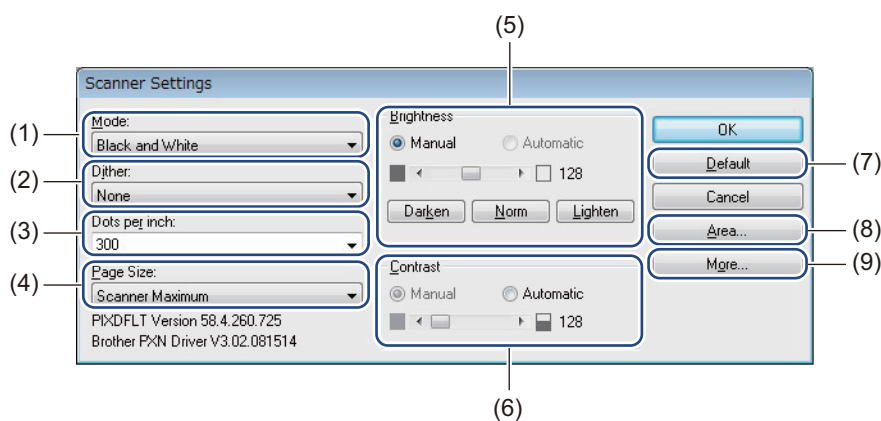 (5)
Scanner Settings
(1)
Mode:
Black and White
(2)
Dither:
None
(3)
Dots per inch:
300
(4)
Page Size:
Scanner Maximum
PIXDFLT Version 58.4.260.725
Brother PXN Driver V3.02.081514
Brightness
Manual Automatic
128
Darken Norm Lighten
Contrast
Manual Automatic
128
(6)
OK
Default
(7)
Cancel
Area...
(8)
More...
(9)